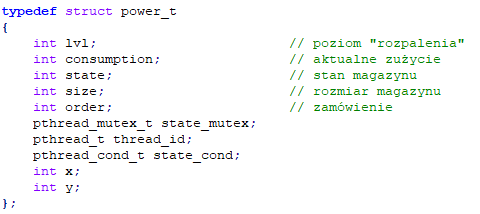 typedef struct power_t
{
    int lvl;                        // poziom "rozpalenia"
    int consumption;                // aktualne zużycie
    int state;                      // stan magazynu
    int size;                       // rozmiar magazynu
    int order;                      // zamówienie
    pthread_mutex_t state_mutex;
    pthread_t thread_id;
    pthread_cond_t state_cond;
    int x;
    int y;
};